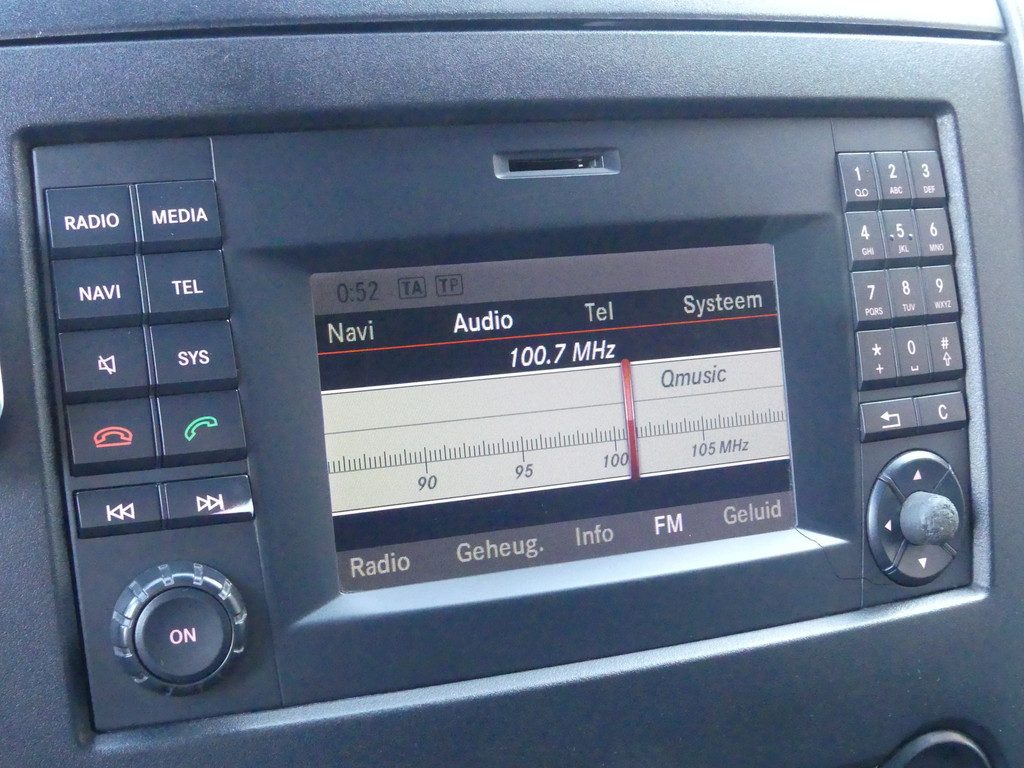 RADIO MEDIA
NAVI TEL
SYS
ON
0:52 TA TP
Navi Audio Tel Systeem
100.7 MHz
Qmusic
90 95 100 105 MHz
Radio Geheug. Info FM Geluid
1 2 ABC 3 DEF
4 GHI 5 JKL 6 MNO
7 PQRS 8 TUV 9 WXYZ
* + 0 #
C